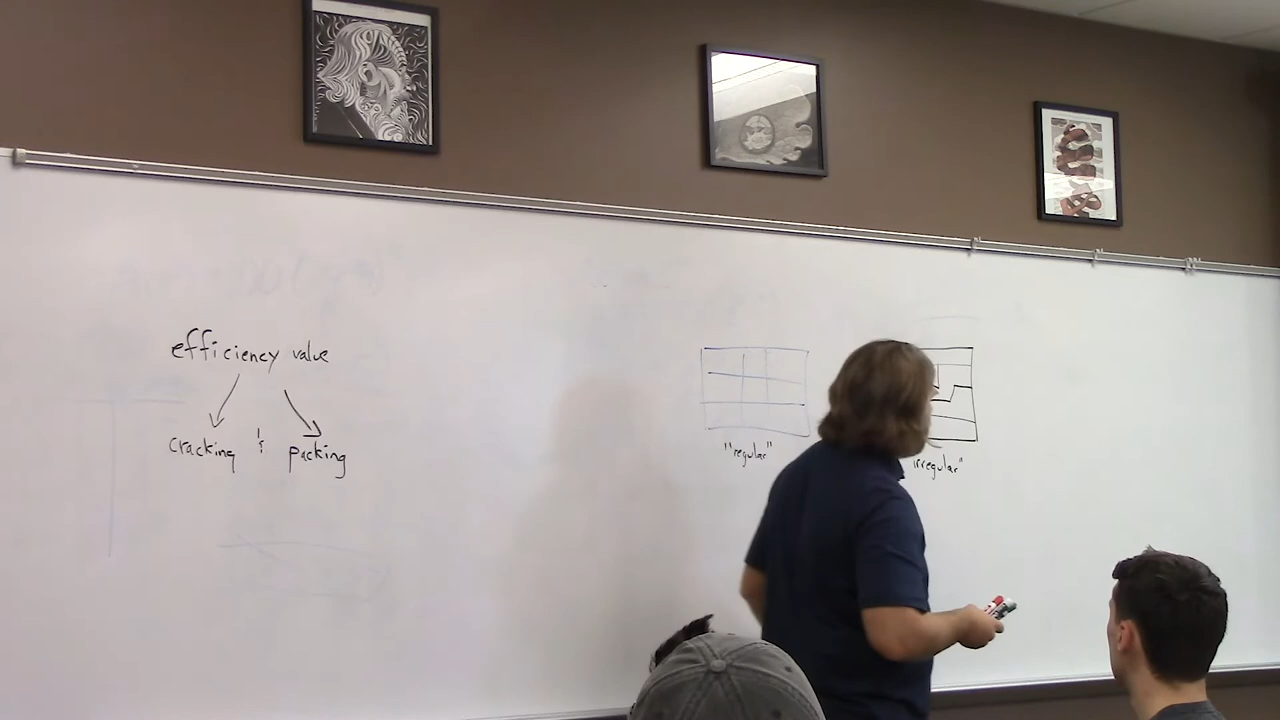 efficiency value
cracking & packing
"regular"
irregular"